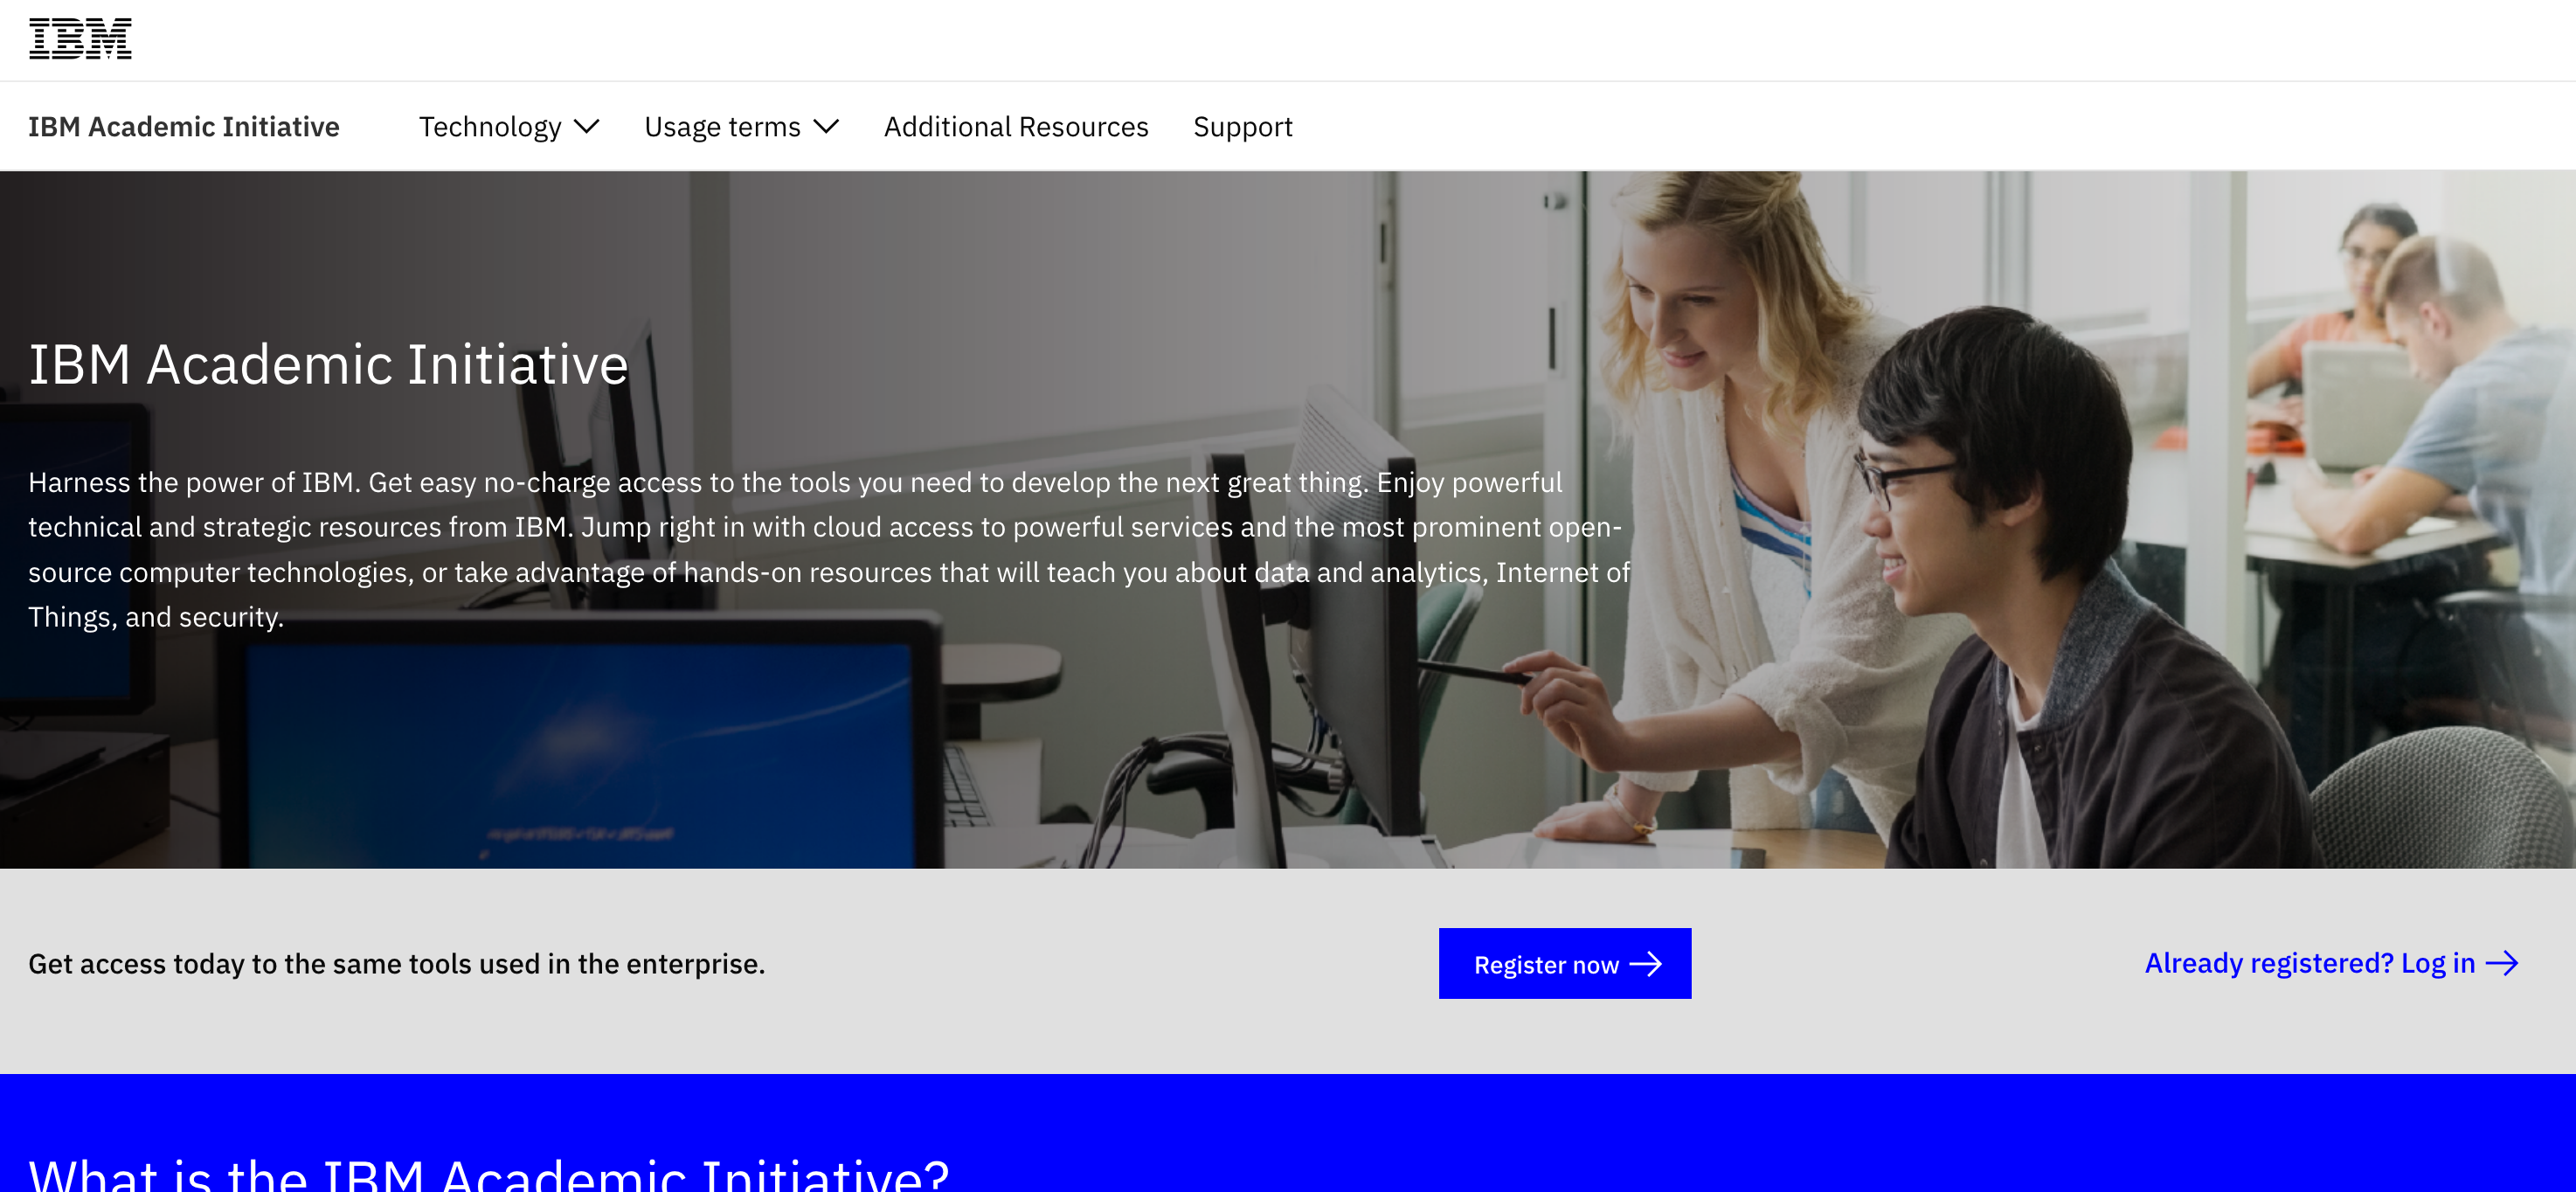 IBM
IBM Academic Initiative
Technology
Usage terms
Additional Resources
Support
IBM Academic Initiative
Harness the power of IBM. Get easy no-charge access to the tools you need to develop the next great thing. Enjoy powerful
technical and strategic resources from IBM. Jump right in with cloud access to powerful services and the most prominent open-
source computer technologies, or take advantage of hands-on resources that will teach you about data and analytics, Internet of
Things, and security.
Get access today to the same tools used in the enterprise.
Register now
Already registered? Log in
What is the IBM Academic Initiative?